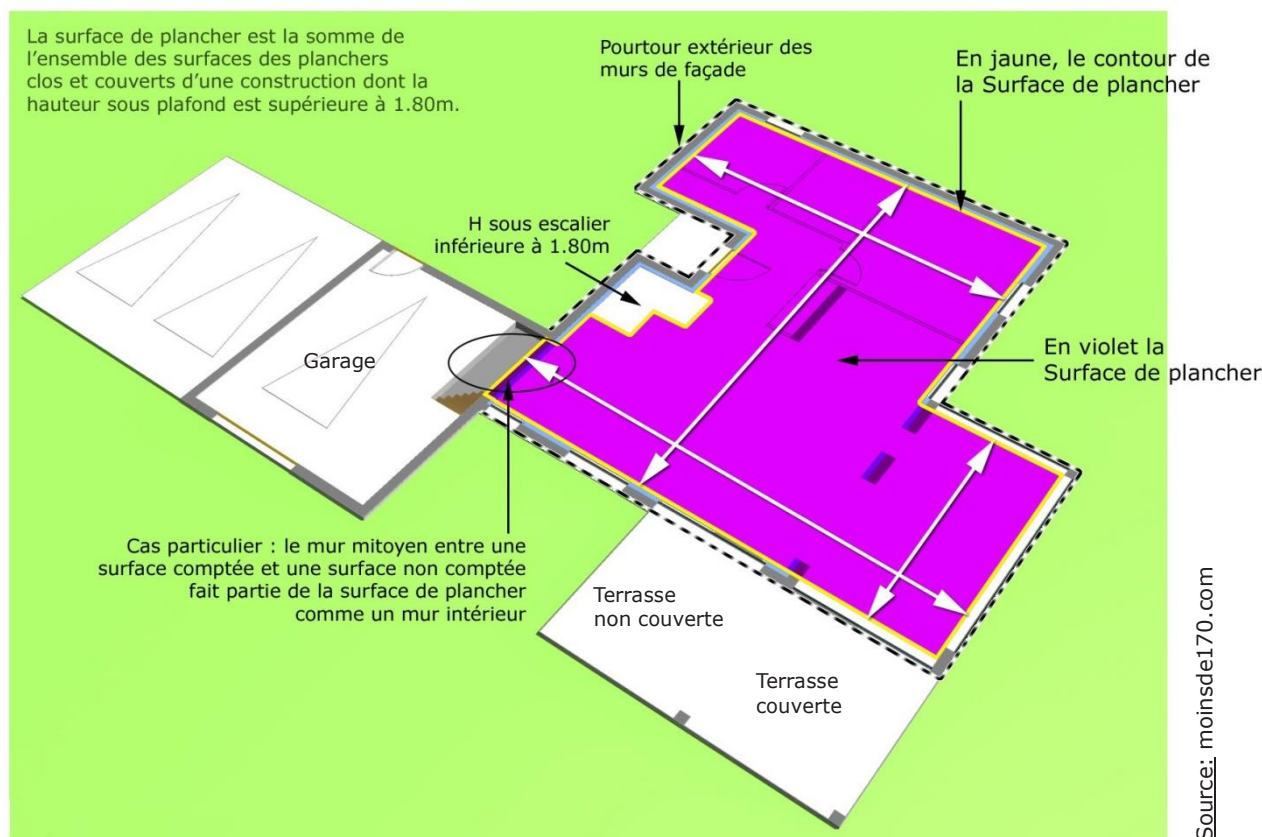 La surface de plancher est la somme de
l’ensemble des surfaces des planchers
clos et couverts d’une construction dont la
hauteur sous plafond est supérieure à 1.80m.
Pourtour extérieur des
murs de façade
En jaune, le contour de
la Surface de plancher
H sous escalier
inférieure à 1.80m
Garage
En violet la
Surface de plancher
Cas particulier : le mur mitoyen entre une
surface comptée et une surface non comptée
fait partie de la surface de plancher
comme un mur intérieur
Terrasse
non couverte
Terrasse
couverte
Source: moinsde170.com